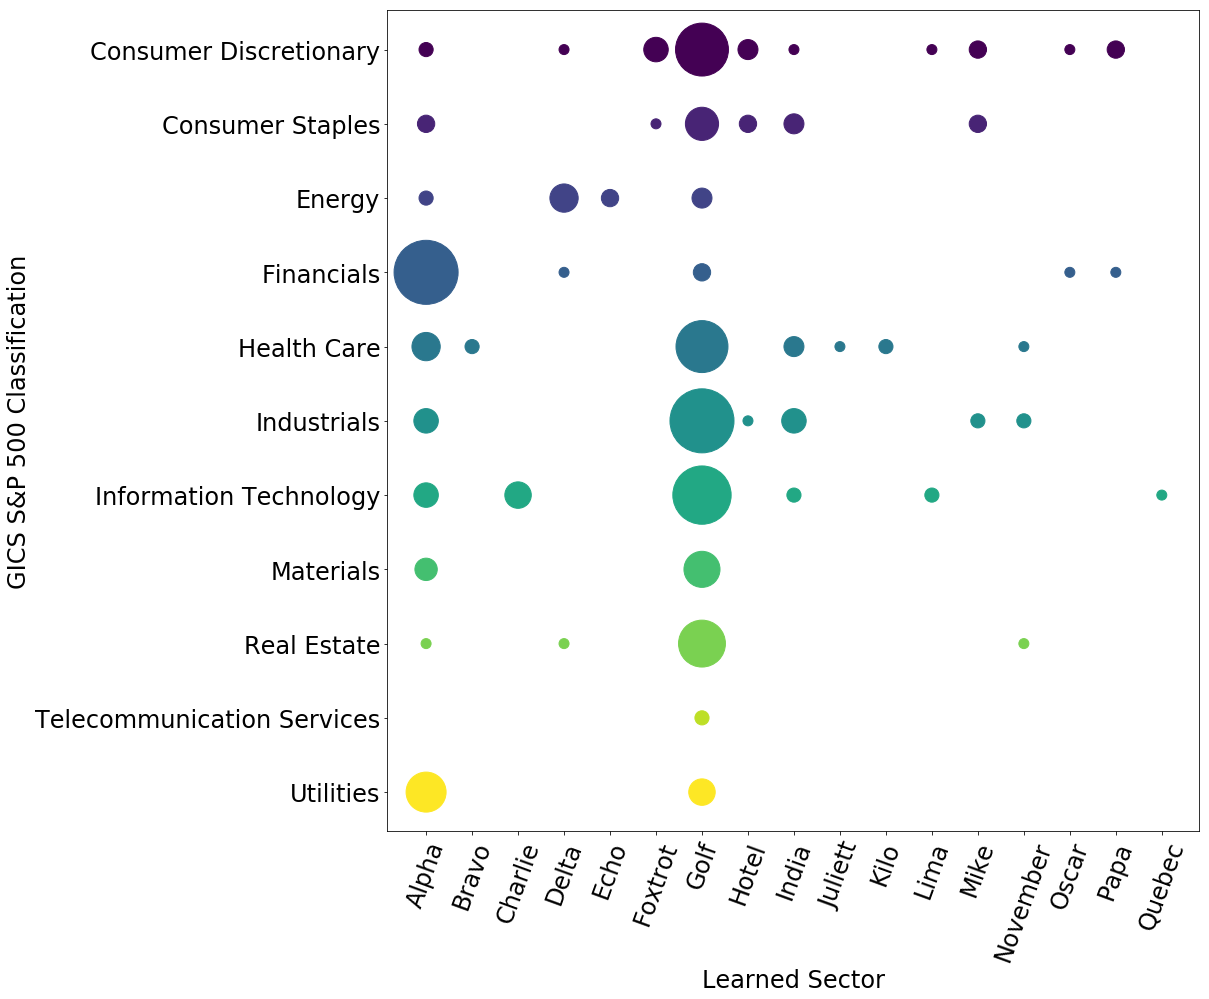 Consumer Discretionary
Consumer Staples
Energy
Financials
Health Care
Industrials
Information Technology
Materials
Real Estate
Telecommunication Services
Utilities
GICS S&P 500 Classification
Alpha
Bravo
Charlie
Delta
Echo
Foxtrot
Golf
Hotel
India
Juliett
Kilo
Lima
Mike
November
Oscar
Papa
Quebec
Learned Sector